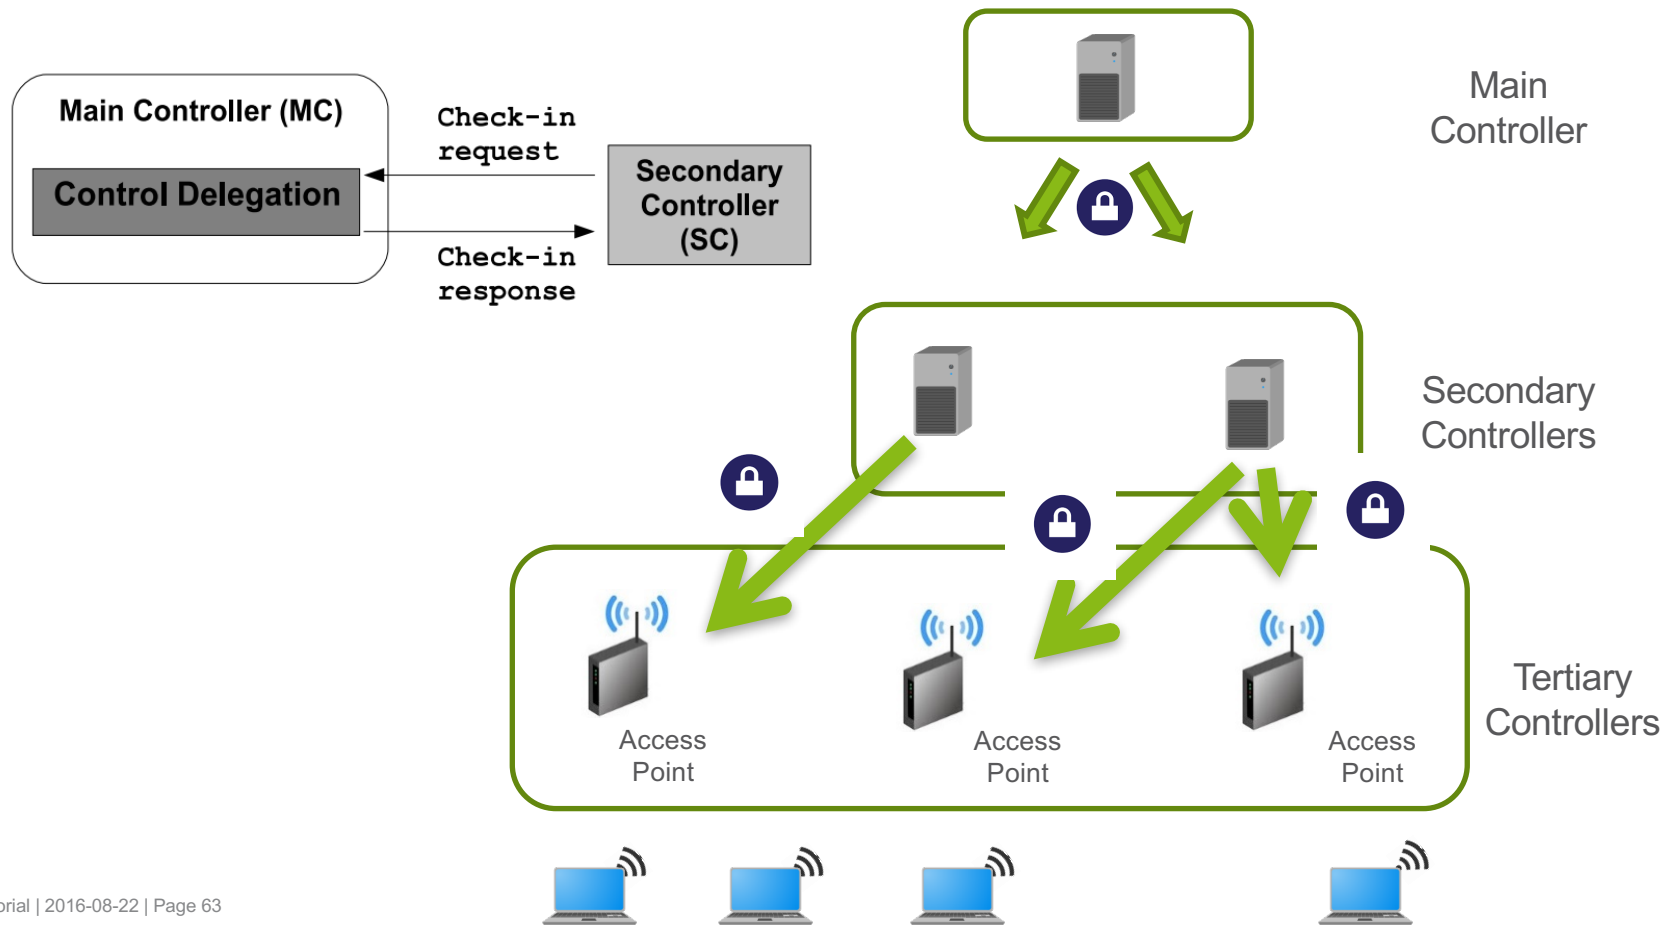 Main Controller (MC)
Control Delegation
Check-in
request
Check-in
response
Secondary
Controller
(SC)
Main
Controller
Secondary
Controllers
Tertiary
Controllers
Access
Point
Access
Point
Access
Point
orial | 2016-08-22 | Page 63